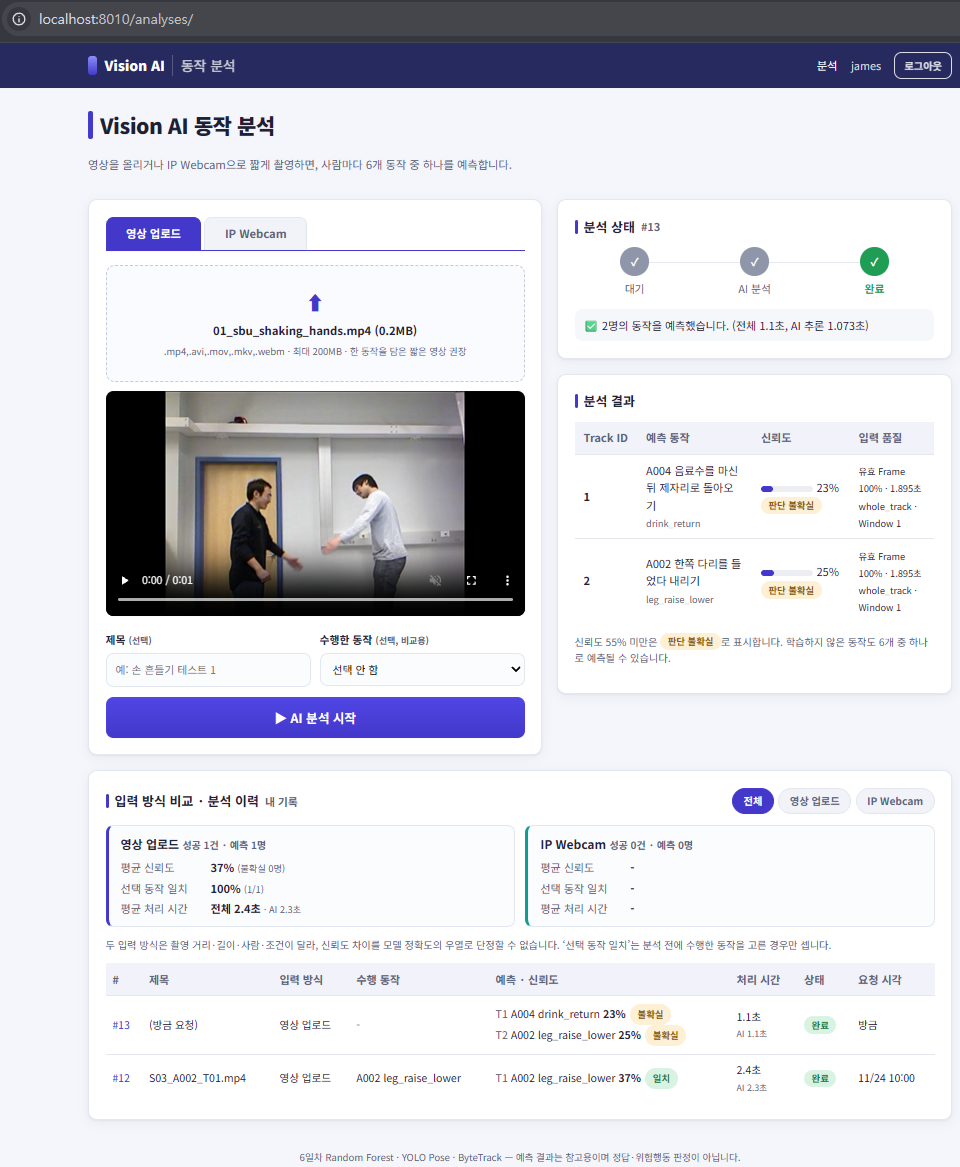 localhost:8010/analyses/
Vision AI 동작 분석
분석 james 로그아웃
Vision AI 동작 분석
영상을 올리거나 IP Webcam으로 짧게 촬영하면, 사람마다 6개 동작 중 하나를 예측합니다.
영상 업로드 IP Webcam
01_sbu_shaking_hands.mp4 (0.2MB)
.mp4,.avi,.mov,.mkv,.webm · 최대 200MB · 한 동작을 담은 짧은 영상 권장
0:00 / 0:01
제목 (선택) 수행한 동작 (선택, 비교용)
예: 손 흔들기 테스트 1 선택 안 함
▶ AI 분석 시작
분석 상태 #13
대기 AI 분석 완료
✅ 2명의 동작을 예측했습니다. (전체 1.1초, AI 추론 1.073초)
분석 결과
Track ID 예측 동작 신뢰도 입력 품질
1
A004 음료수를 마신
뒤 제자리로 돌아오
기
drink_return
23%
판단 불확실
유효 Frame
100% · 1.895초
whole_track ·
Window 1
2
A002 한쪽 다리를 들
었다 내리기
leg_raise_lower
25%
판단 불확실
유효 Frame
100% · 1.895초
whole_track ·
Window 1
신뢰도 55% 미만은 판단 불확실 로 표시합니다. 학습하지 않은 동작도 6개 중 하나
로 예측될 수 있습니다.
입력 방식 비교 · 분석 이력 내 기록
전체 영상 업로드 IP Webcam
영상 업로드 성공 1건 · 예측 1명
평균 신뢰도 37% (불확실 0명)
선택 동작 일치 100% (1/1)
평균 처리 시간 전체 2.4초 · AI 2.3초
IP Webcam 성공 0건 · 예측 0명
평균 신뢰도 -
선택 동작 일치 -
평균 처리 시간 -
두 입력 방식은 촬영 거리·길이·사람·조건이 달라, 신뢰도 차이를 모델 정확도의 우열로 단정할 수 없습니다. ‘선택 동작 일치’는 분석 전에 수행한 동작을 고른 경우만 셉니다.
# 제목 입력 방식 수행 동작 예측 · 신뢰도 처리 시간 상태 요청 시간
#13 (방금 요청) 영상 업로드 -
T1 A004 drink_return 23% 불확실
T2 A002 leg_raise_lower 25% 불확실
1.1초
AI 1.1초
완료 방금
#12 S03_A002_T01.mp4 영상 업로드 A002 leg_raise_lower T1 A002 leg_raise_lower 37% 일치
2.4초
AI 2.3초
완료 11/24 10:00
6일차 Random Forest · YOLO Pose · ByteTrack — 예측 결과는 참고용이며 정답·위험행동 판정이 아닙니다.